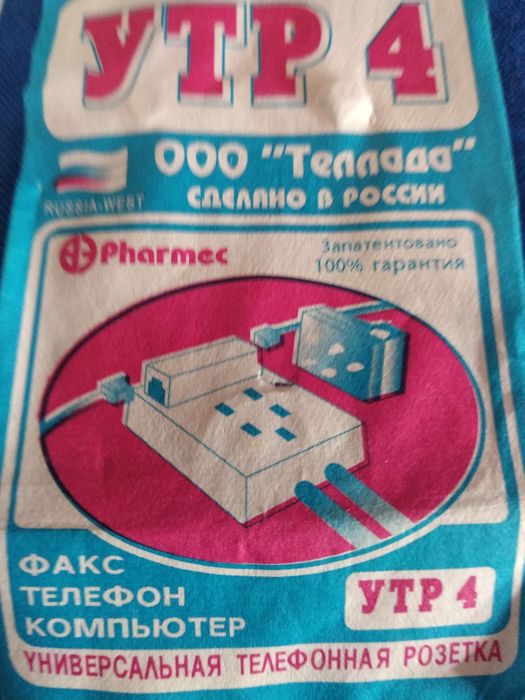 УТР 4
ООО "Теллада"
СДЕЛАНО В РОССИИ
RUSSIA-WEST
Pharmec
Запатентовано
100% гарантия
ФАКС
ТЕЛЕФОН
КОМПЬЮТЕР
УТР 4
УНИВЕРСАЛЬНАЯ ТЕЛЕФОННАЯ РОЗЕТКА